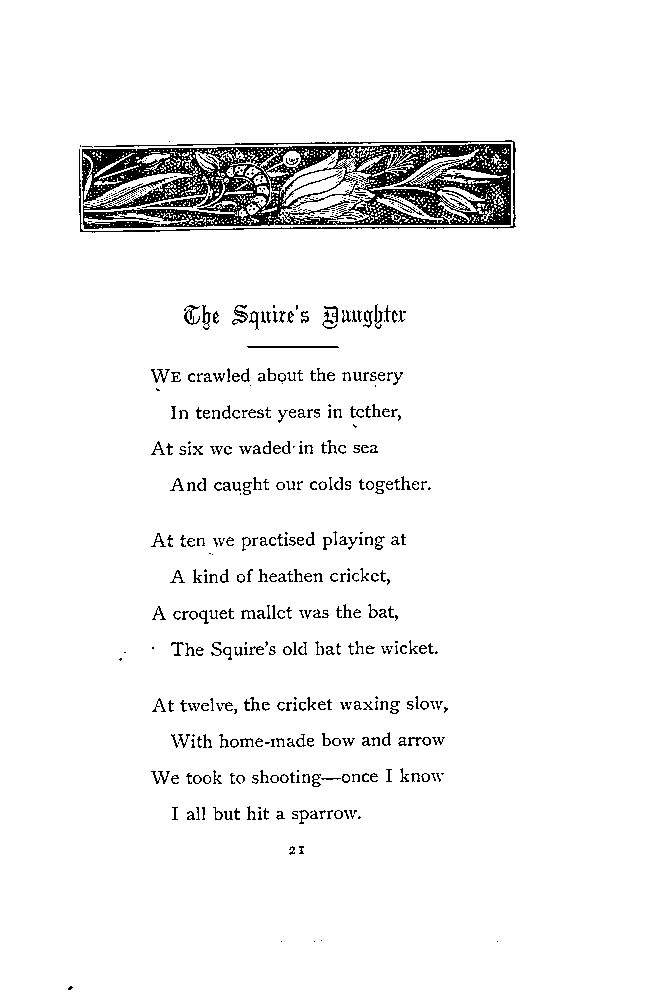 The Squire's Daughter
WE crawled about the nursery
In tenderest years in tether,
At six we waded in the sea
And caught our colds together.
At ten we practised playing at
A kind of heathen cricket,
A croquet mallet was the bat,
The Squire's old hat the wicket.
At twelve, the cricket waxing slow,
With home-made bow and arrow
We took to shooting—once I know
I all but hit a sparrow.
21